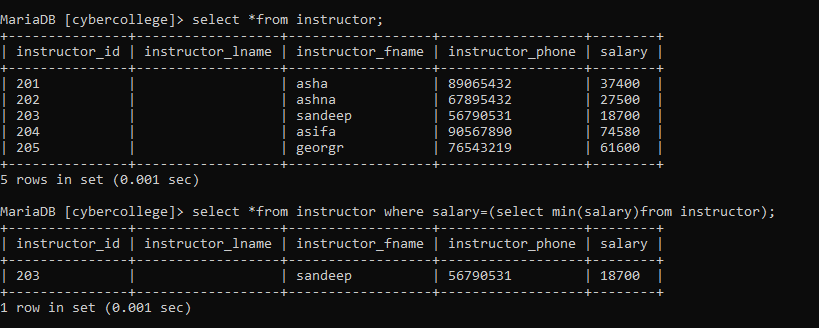 MariaDB [cybercollege]> select *from instructor;
+---------------+------------------+------------------+------------------+--------+
| instructor_id | instructor_lname | instructor_fname | instructor_phone | salary |
+---------------+------------------+------------------+------------------+--------+
| 201           |                  | asha             | 89065432         | 37400  |
| 202           |                  | ashna            | 67895432         | 27500  |
| 203           |                  | sandeep          | 56790531         | 18700  |
| 204           |                  | asifa            | 90567890         | 74580  |
| 205           |                  | georgr           | 76543219         | 61600  |
+---------------+------------------+------------------+------------------+--------+
5 rows in set (0.001 sec)
MariaDB [cybercollege]> select *from instructor where salary=(select min(salary)from instructor);
+---------------+------------------+------------------+------------------+--------+
| instructor_id | instructor_lname | instructor_fname | instructor_phone | salary |
+---------------+------------------+------------------+------------------+--------+
| 203           |                  | sandeep          | 56790531         | 18700  |
+---------------+------------------+------------------+------------------+--------+
1 row in set (0.001 sec)